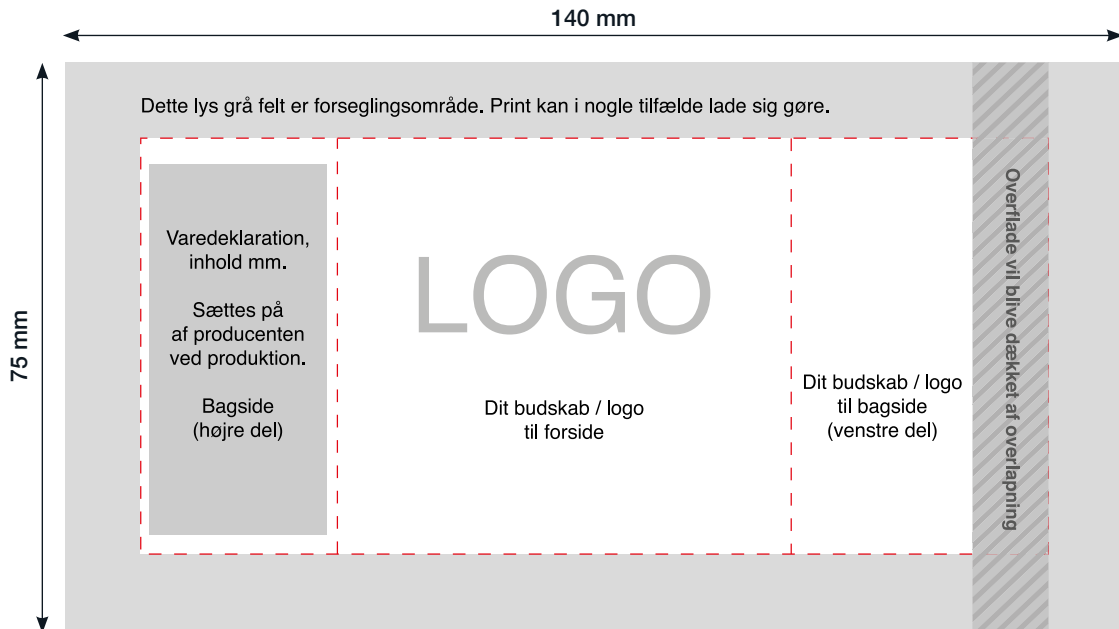 140 mm
75 mm
Dette lys grå felt er forseglingsområde. Print kan i nogle tilfælde lade sig gøre.
Varedeklaration,
inhold mm.
Sættes på
af producenten
ved produktion.
Bagside
(højre del)
LOGO
Dit budskab / logo
til forside
Dit budskab / logo
til bagside
(venstre del)
Overflade vil blive dækket af overlapning